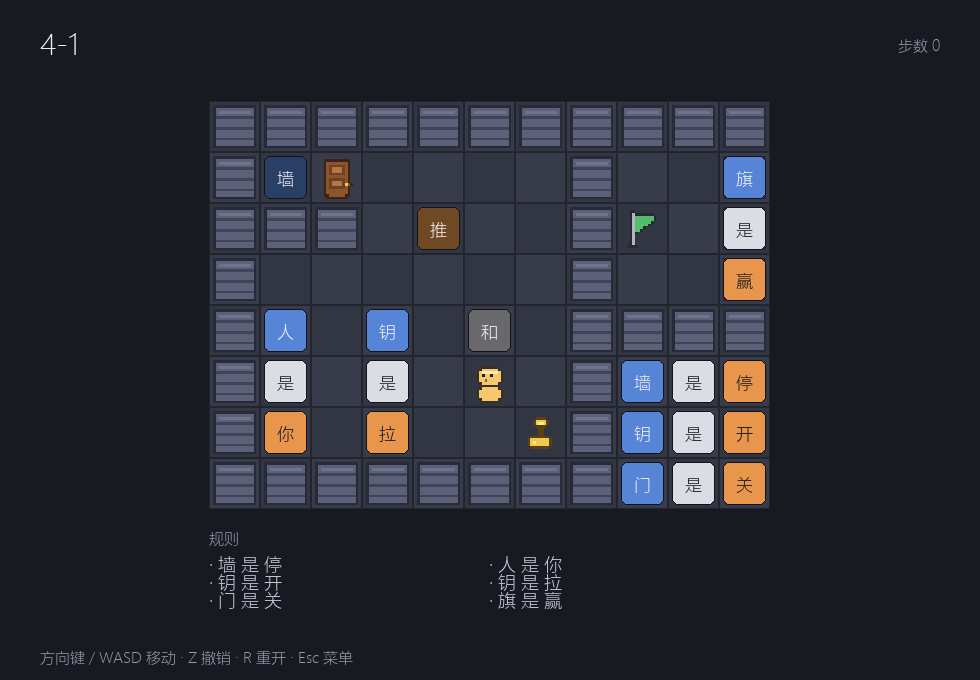 4-1
步数 0
墙
旗
推
是
赢
人 钥 和
是 是 墙 是 停
你 拉 钥 是 开
门 是 关
规则
· 墙 是 停
· 钥 是 开
· 门 是 关
· 人 是 你
· 钥 是 拉
· 旗 是 赢
方向键 / WASD 移动 · Z 撤销 · R 重开 · Esc 菜单